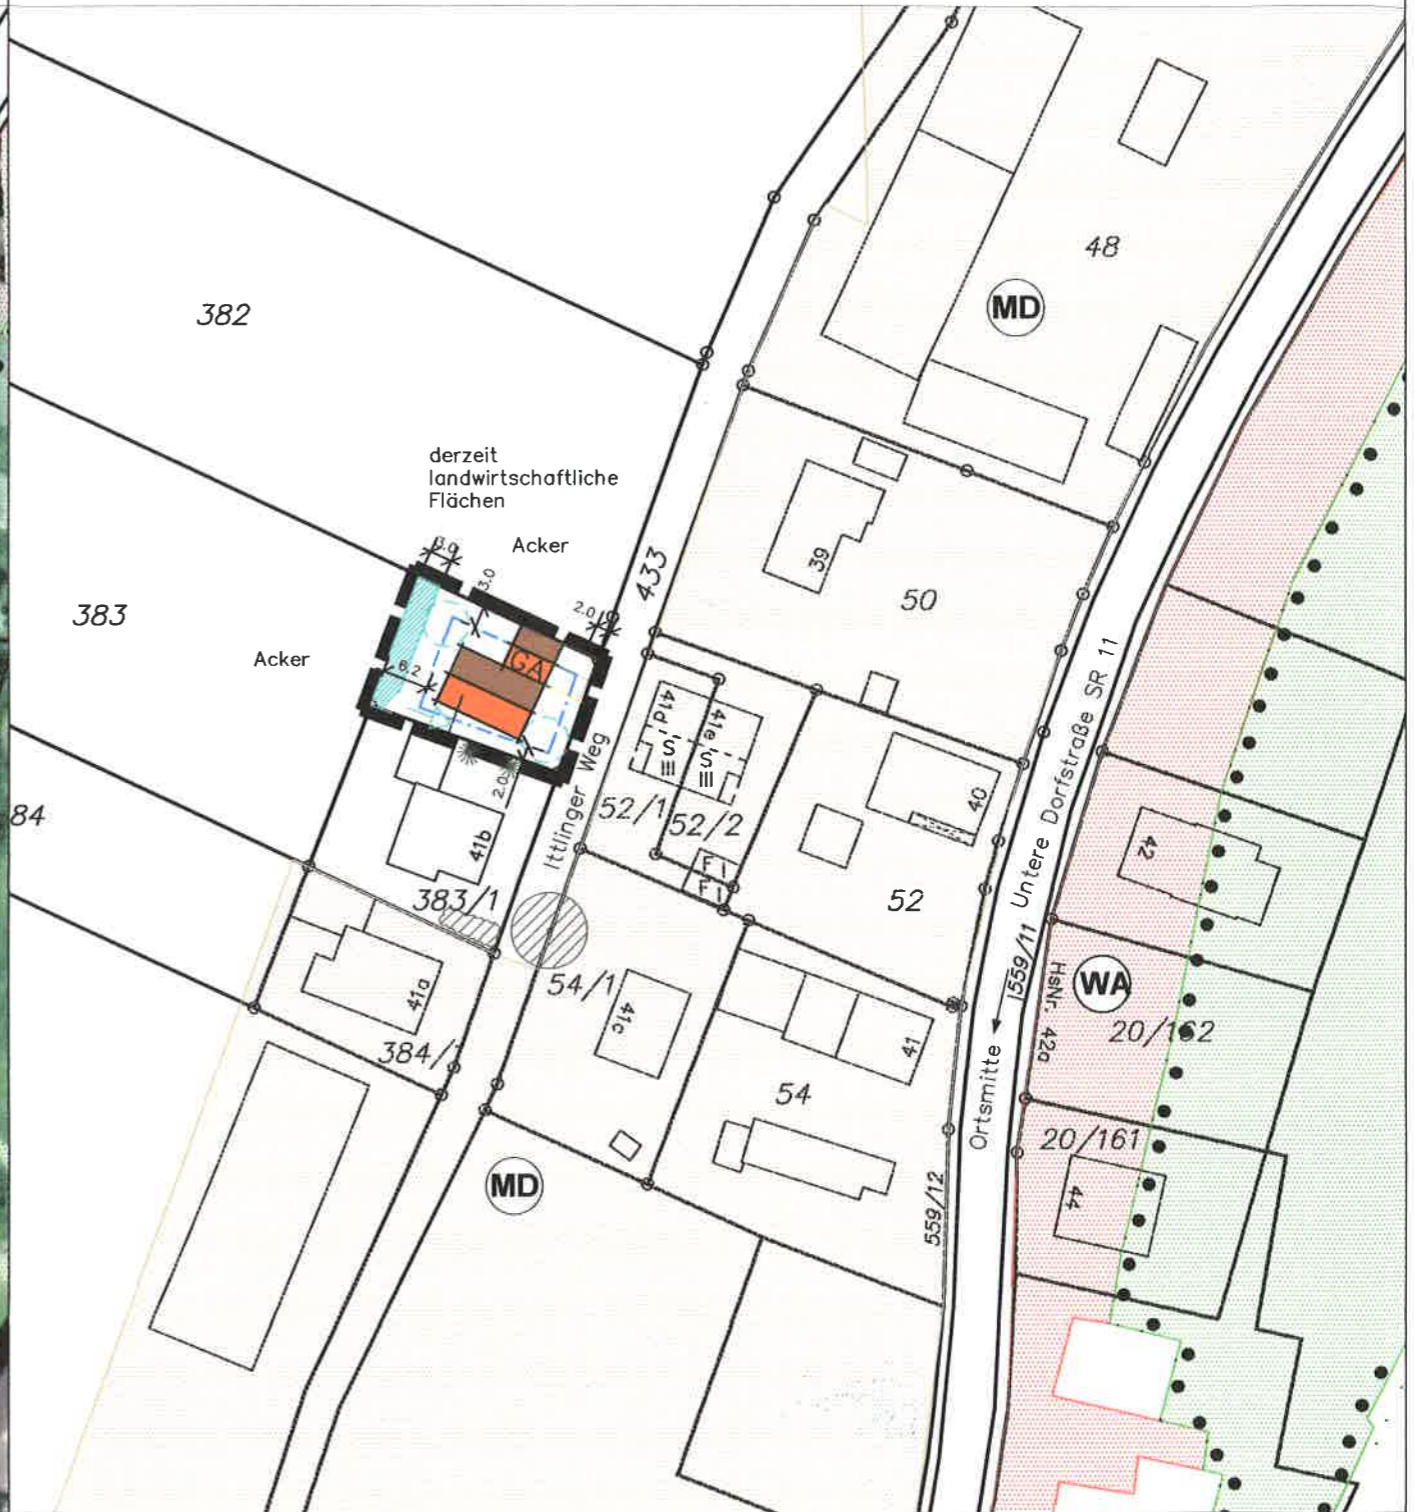 48
MD
382
derzeit
landwirtschaftliche
Flächen
3.0
Acker
3.0
433
39
50
383
2.0
Acker
GA
6.2
Untere Dorfstraße SR 11
41d
41e
S
III
S
III
Ittlinger Weg
2.0
40
52/1
52/2
84
41b
42
F I
F I
383/1
52
559/11
HsNr. 42a
WA
41a
54/1
41c
20/162
41
384/1
Ortsmitte
54
20/161
MD
44
559/12